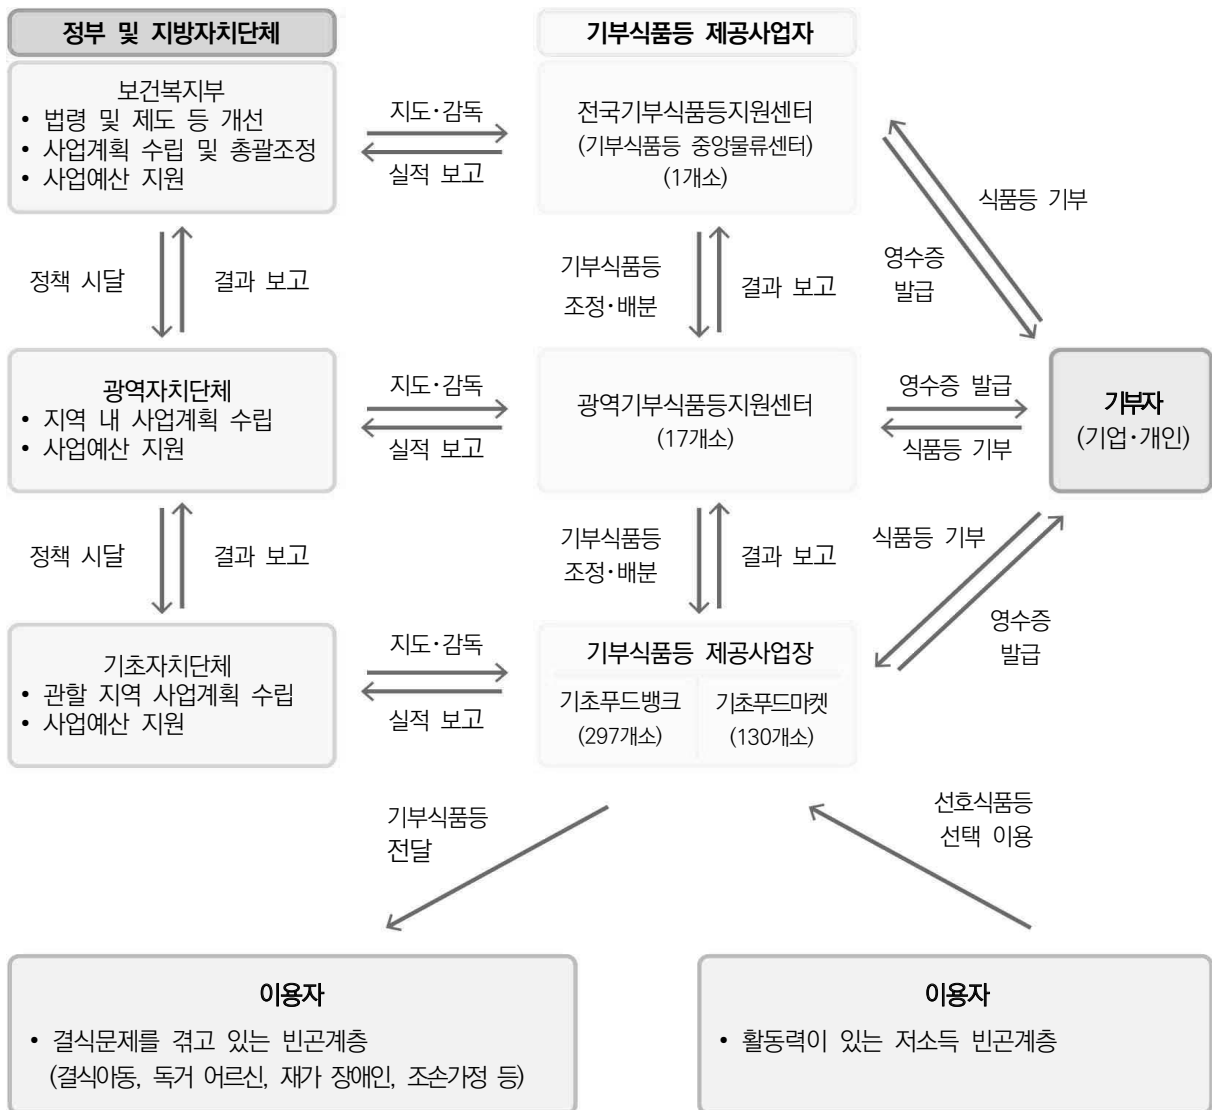 정부 및 지방자치단체
기부식품등 제공사업자
보건복지부
• 법령 및 제도 등 개선
• 사업계획 수립 및 총괄조정
• 사업예산 지원
지도·감독
실적 보고
전국기부식품등지원센터
(기부식품등 중앙물류센터)
(1개소)
식품등 기부
영수증
발급
정책 시달
결과 보고
기부식품등
조정·배분
결과 보고
광역자치단체
• 지역 내 사업계획 수립
• 사업예산 지원
지도·감독
실적 보고
광역기부식품등지원센터
(17개소)
영수증 발급
식품등 기부
기부자
(기업·개인)
정책 시달
결과 보고
기부식품등
조정·배분
결과 보고
식품등 기부
영수증
발급
기초자치단체
• 관할 지역 사업계획 수립
• 사업예산 지원
지도·감독
실적 보고
기부식품등 제공사업장
기초푸드뱅크
(297개소)
기초푸드마켓
(130개소)
기부식품등
전달
선호식품등
선택 이용
이용자
• 결식문제를 겪고 있는 빈곤계층
(결식아동, 독거 어르신, 재가 장애인, 조손가정 등)
이용자
• 활동력이 있는 저소득 빈곤계층